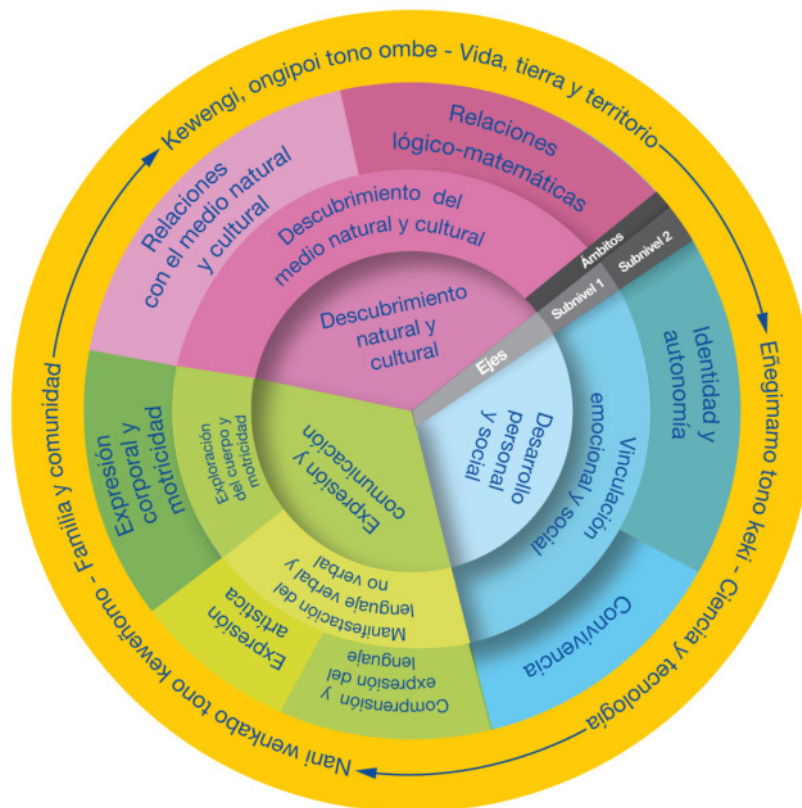 Kewengi, ongipoi tono ombe - Vida, tierra y territorio
Eñegimamo tono keki - Ciencia y tecnología
Nani wenkabo tono keweñomo - Familia y comunidad
Relaciones
con el medio natural
y cultural
Relaciones
lógico-matemáticas
Descubrimiento del
medio natural y cultural
Descubrimiento
natural y
cultural
Ámbitos
Subnivel 2
Subnivel 1
Ejes
Identidad y
autonomía
Vinculación
emocional y social
Desarrollo
personal
y social
Convivencia
Expresión y
comunicación
Exploración
del cuerpo y
motricidad
Expresión
corporal y
motricidad
Manifestación del
lenguaje verbal y
no verbal
Expresión
artística
Comprensión y
expresión del
lenguaje